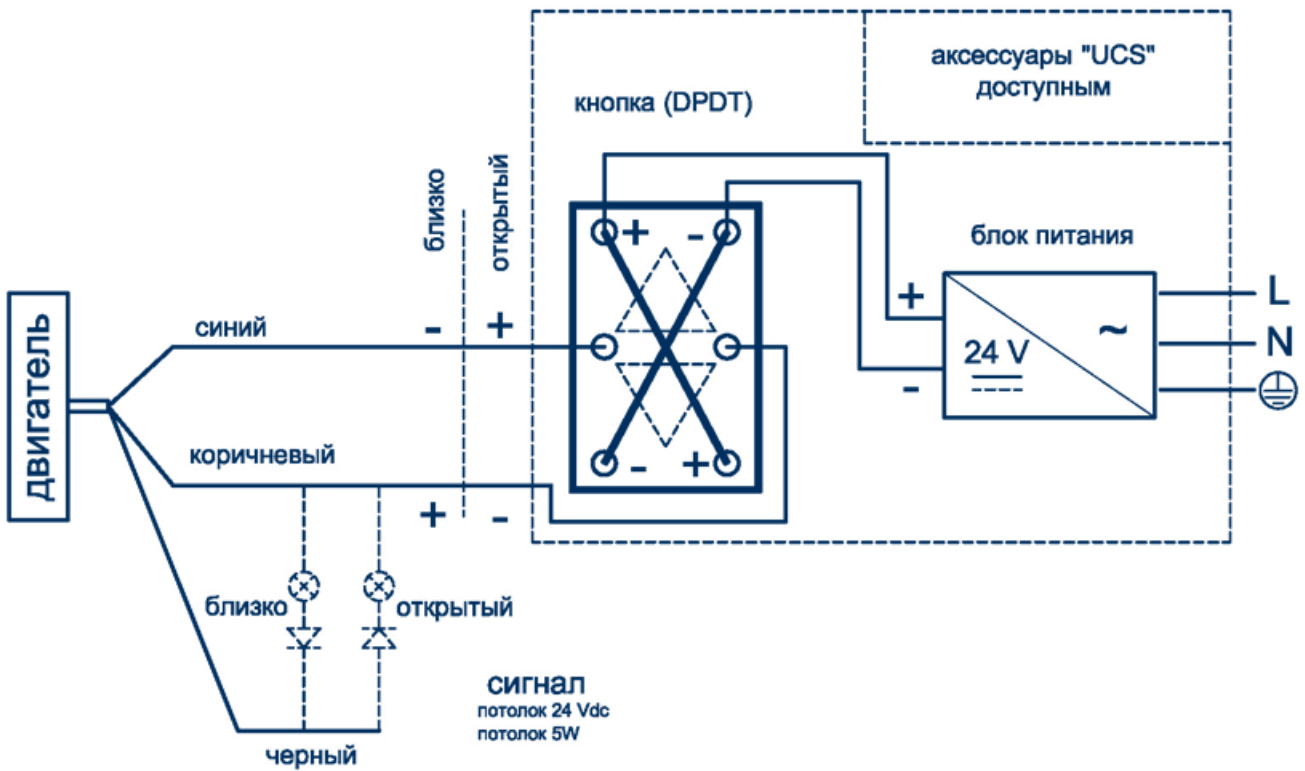 аксессуары "UCS"
доступным
кнопка (DPDT)
близко
открытый
блок питания
+ -
+
L
- +
синий
24 V
~
N
-
двигатель
коричневый
- +
+ -
близко
открытый
сигнал
потолок 24 Vdc
потолок 5W
черный